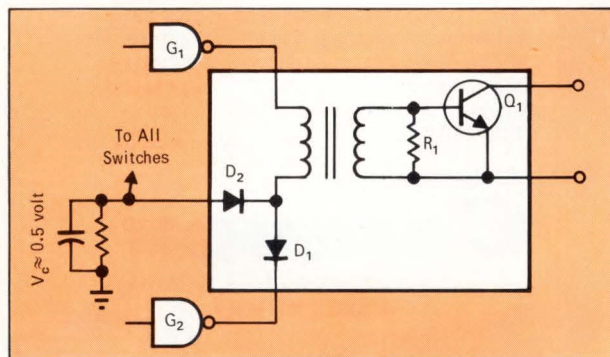 G1
Q1
To All
Switches
R1
D2
Vc ≈ 0.5 volt
D1
G2